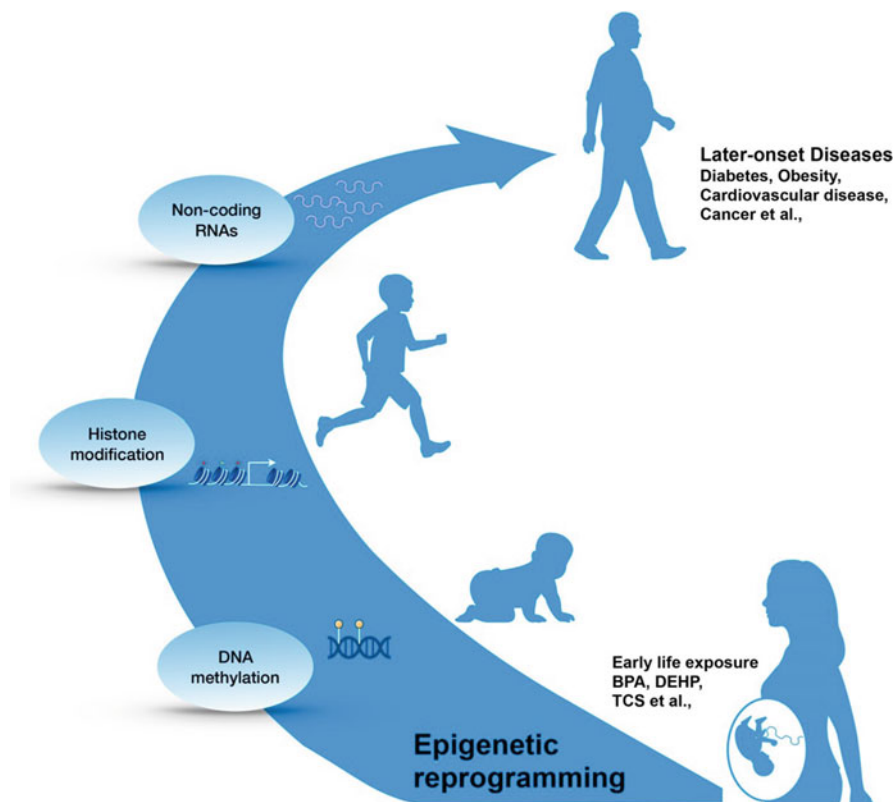 Later-onset Diseases
Diabetes, Obesity,
Cardiovascular disease,
Cancer et al.,
Non-coding
RNAs
Histone
modification
DNA
methylation
Early life exposure
BPA, DEHP,
TCS et al.,
Epigenetic
reprogramming